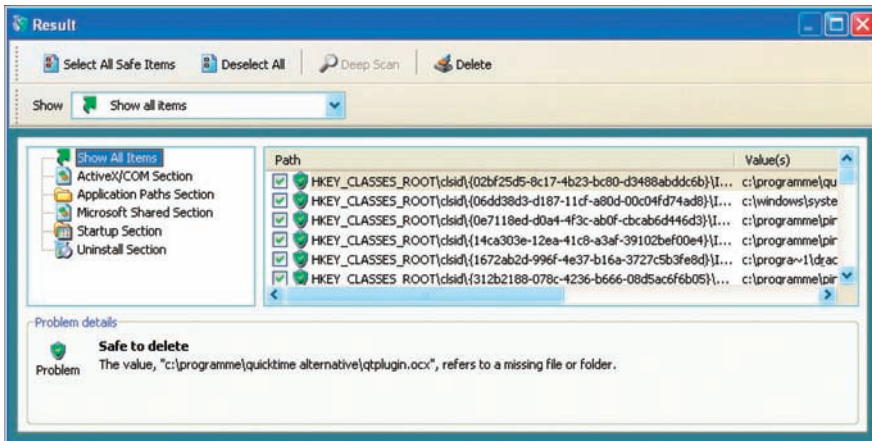 Result
Select All Safe Items Deselect All Deep Scan Delete
Show Show all items
Show All Items
ActiveX/COM Section
Application Paths Section
Microsoft Shared Section
Startup Section
Uninstall Section
Path Value(s)
HKEY_CLASSES_ROOT\clsid\{02bf25d5-8c17-4b23-bc80-d3488abddc6b}\I... c:\programme\qu
HKEY_CLASSES_ROOT\clsid\{06dd38d3-d187-11cf-a80d-00c04fd74ad8}\I... c:\windows\syste
HKEY_CLASSES_ROOT\clsid\{0e7118ed-d0a4-4f3c-ab0f-cbcab6d446d3}\I... c:\programme\pir
HKEY_CLASSES_ROOT\clsid\{14ca303e-12ea-41c8-a3af-39102bef00e4}\I... c:\programme\pir
HKEY_CLASSES_ROOT\clsid\{1672ab2d-996f-4e37-b16a-3727c5b3fe8d}\I... c:\progra~1\drac
HKEY_CLASSES_ROOT\clsid\{312b2188-078c-4236-b666-08d5ac6f6b05}\... c:\programme\pir
Problem details
Safe to delete
Problem The value, "c:\programme\quicktime alternative\qtplugin.ocx", refers to a missing file or folder.